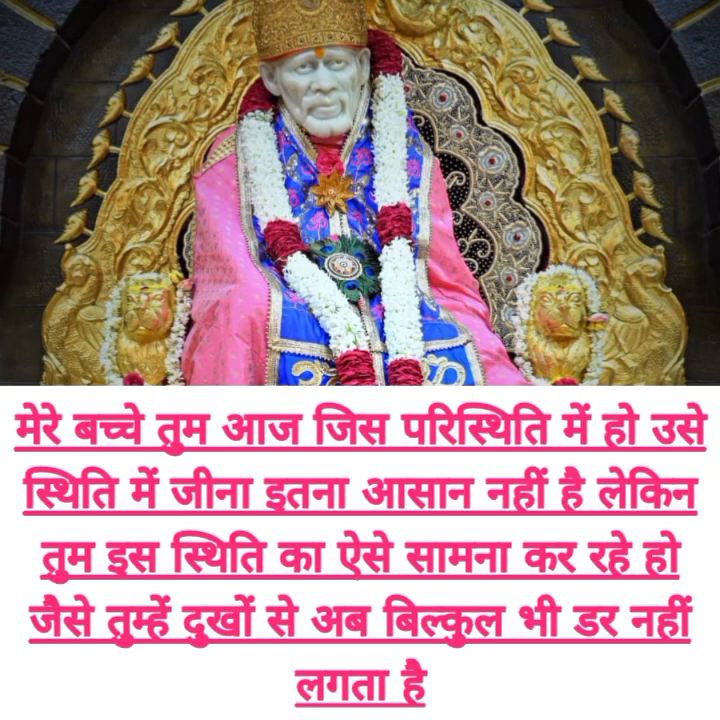 मेरे बच्चे तुम आज जिस परिस्थिति में हो उसे
स्थिति में जीना इतना आसान नहीं है लेकिन
तुम इस स्थिति का ऐसे सामना कर रहे हो
जैसे तुम्हें दुखों से अब बिल्कुल भी डर नहीं
लगता है